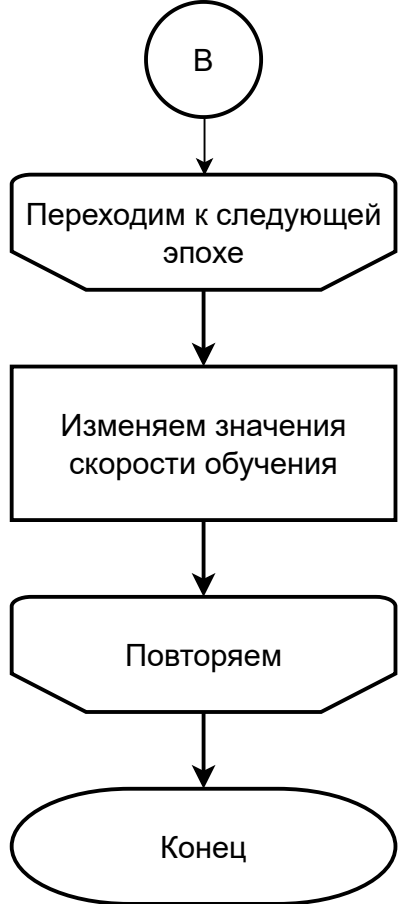 В
Переходим к следующей
эпохе
Изменяем значения
скорости обучения
Повторяем
Конец